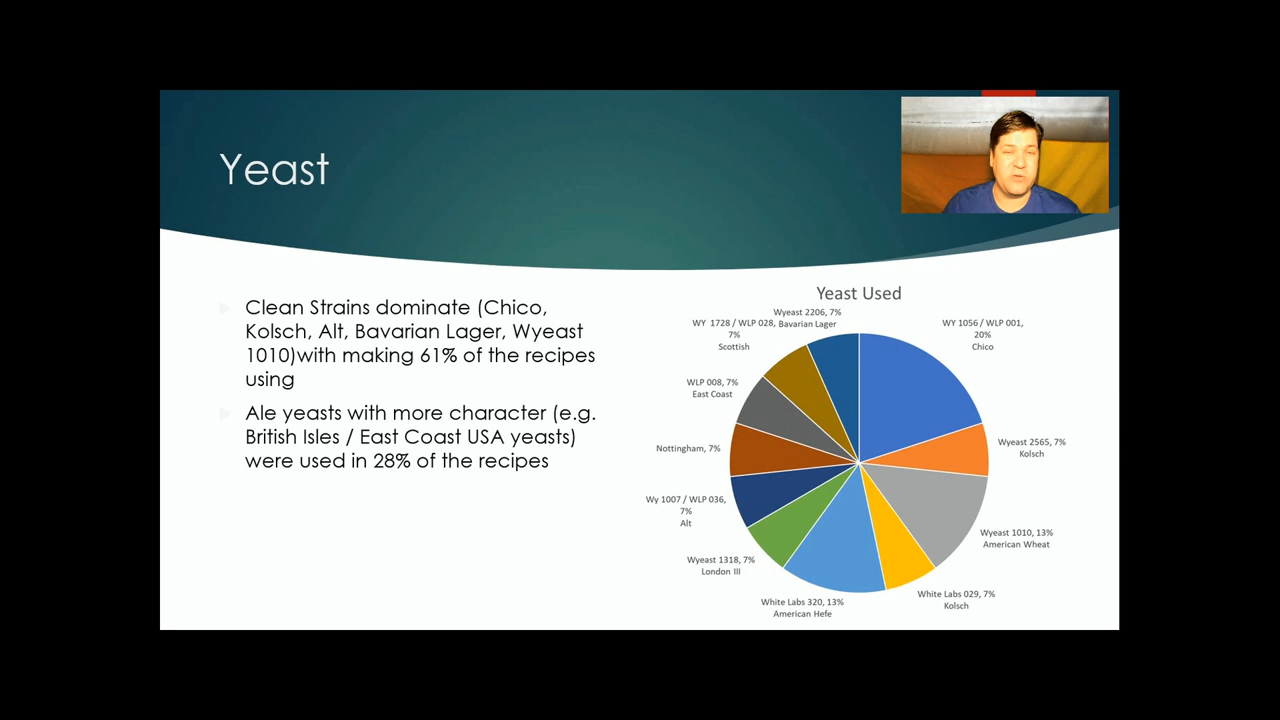 Yeast
Clean Strains dominate (Chico,
Kolsch, Alt, Bavarian Lager, Wyeast
1010)with making 61% of the recipes
using
Ale yeasts with more character (e.g.
British Isles / East Coast USA yeasts)
were used in 28% of the recipes
Yeast Used
Wyeast 2206, 7%
Bavarian Lager
WY 1728 / WLP 028,
7%
Scottish
WY 1056 / WLP 001,
20%
Chico
WLP 008, 7%
East Coast
Wyeast 2565, 7%
Kolsch
Nottingham, 7%
Wy 1007 / WLP 036,
7%
Alt
Wyeast 1010, 13%
American Wheat
Wyeast 1318, 7%
London III
White Labs 029, 7%
Kolsch
White Labs 320, 13%
American Hefe